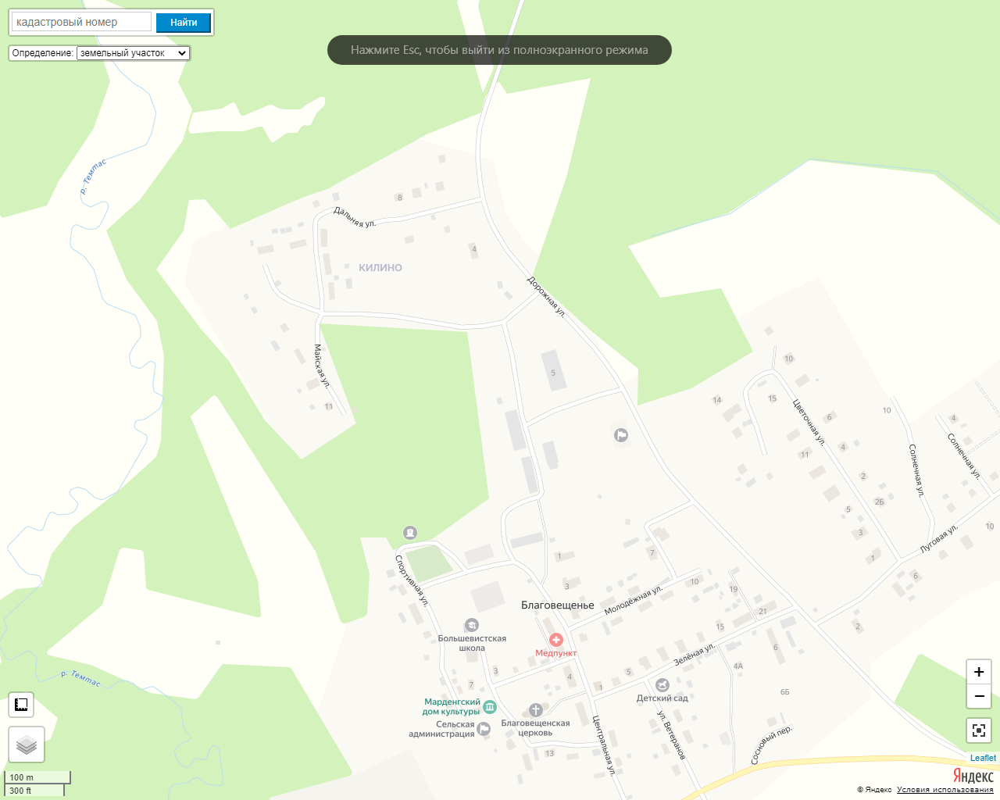 кадастровый номер
Найти
Определение: земельный участок
Нажмите Esc, чтобы выйти из полноэкранного режима
р. Темтас
8
Дальняя ул.
4
КИЛИНО
Дорожная ул.
Майская ул.
5
10
11
14
15
Цветочная ул.
6
10
4
Солнечная ул.
Солнечная ул.
4
11
2
2Б
5
3
10
Луговая ул.
1
6
Спортивная ул.
1
7
3
10
19
Молодёжная ул.
Благовещенье
21
2
15
6
Большевистская
школа
Медпункт
Зелёная ул.
3
4
5
4А
7
1
6Б
р. Темтас
Детский сад
Марденгский
дом культуры
Сельская
администрация
Благовещенская
церковь
Центральная ул.
ул. Ветеранов
Сосновый пер.
13
+
−
Leaflet
100 m
300 ft
Яндекс
© Яндекс Условия использования